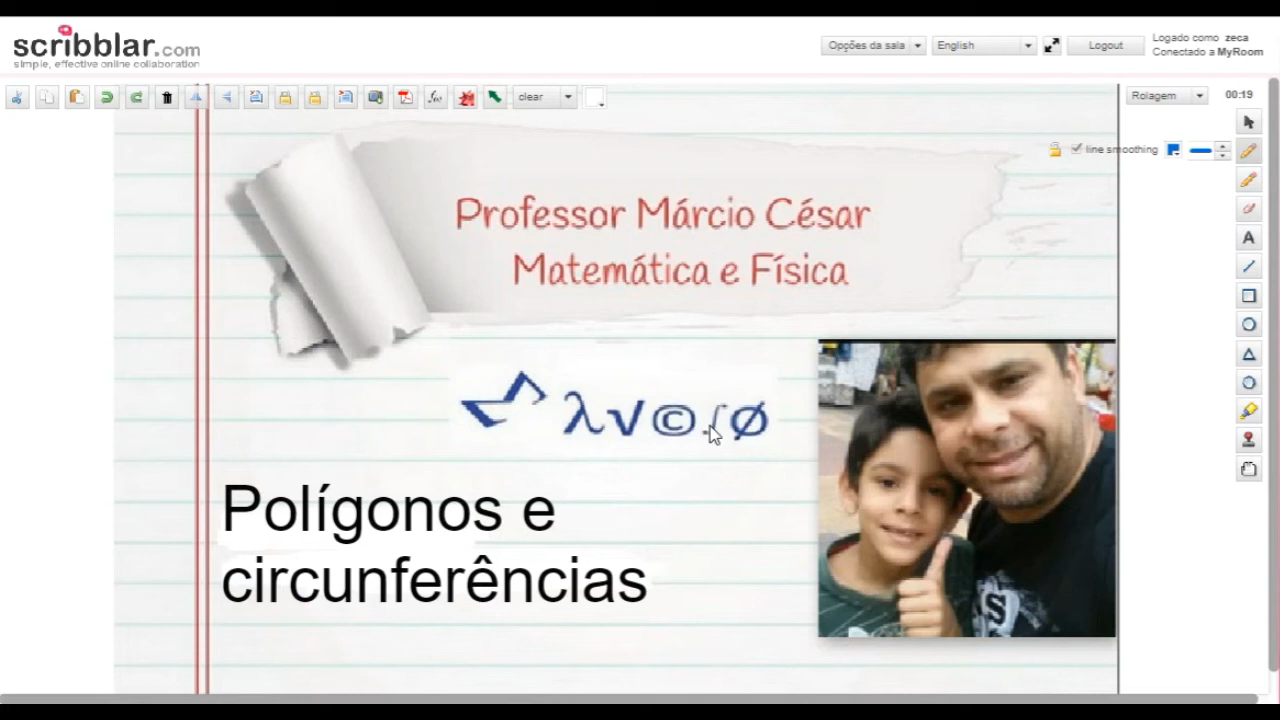 scribblar.com
simple, effective online collaboration
Opções da sala
English
Logout
Logado como zeca
Conectado a MyRoom
clear
Rolagem
00:19
line smoothing
Professor Márcio César
Matemática e Física
λ√©∫Ø
Polígonos e
circunferências